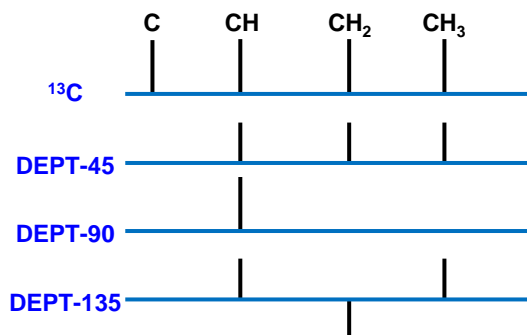 C CH CH₂ CH₃
¹³C
DEPT-45
DEPT-90
DEPT-135